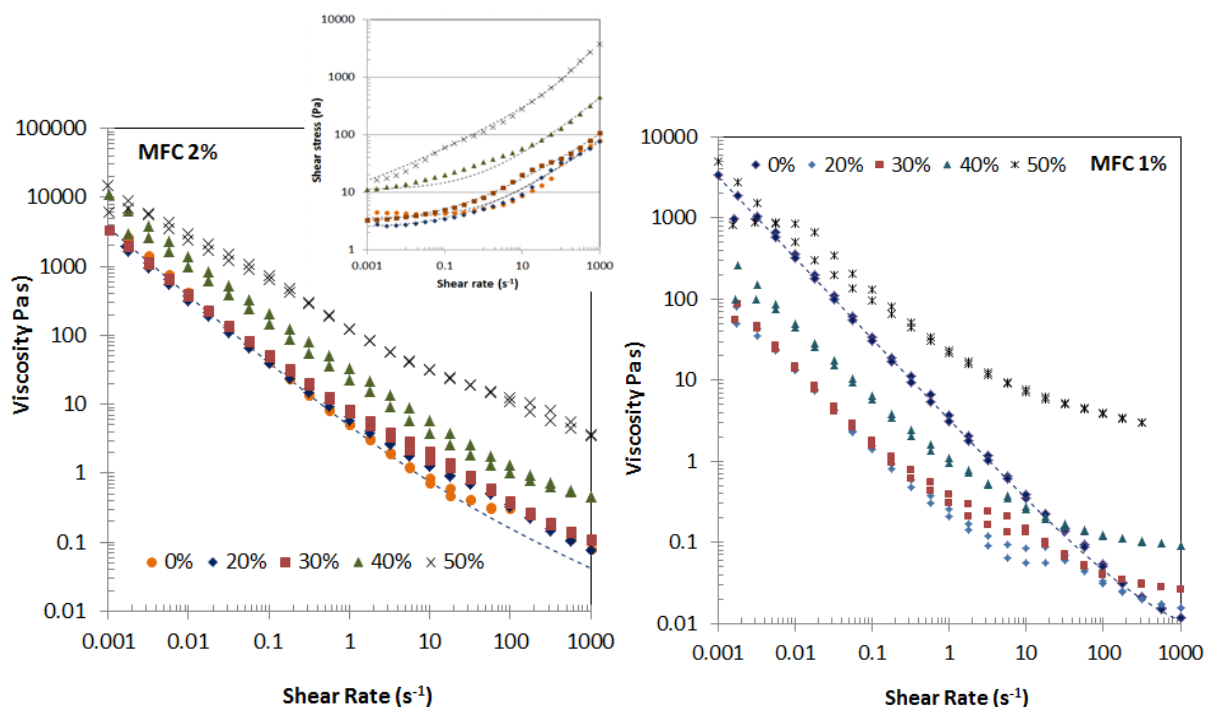 10000
1000
100
10
1
Shear stress (Pa)
0.001 0.1 10 1000
Shear rate (s-1)
MFC 2%
100000
10000
1000
100
10
1
0.1
0.01
Viscosity Pa s)
0% 20% 30% 40% 50%
0.001 0.01 0.1 1 10 100 1000
Shear Rate (s-1)
10000
1000
100
10
1
0.1
0.01
Viscosity Pa s)
0% 20% 30% 40% 50% MFC 1%
0.001 0.01 0.1 1 10 100 1000
Shear Rate (s-1)